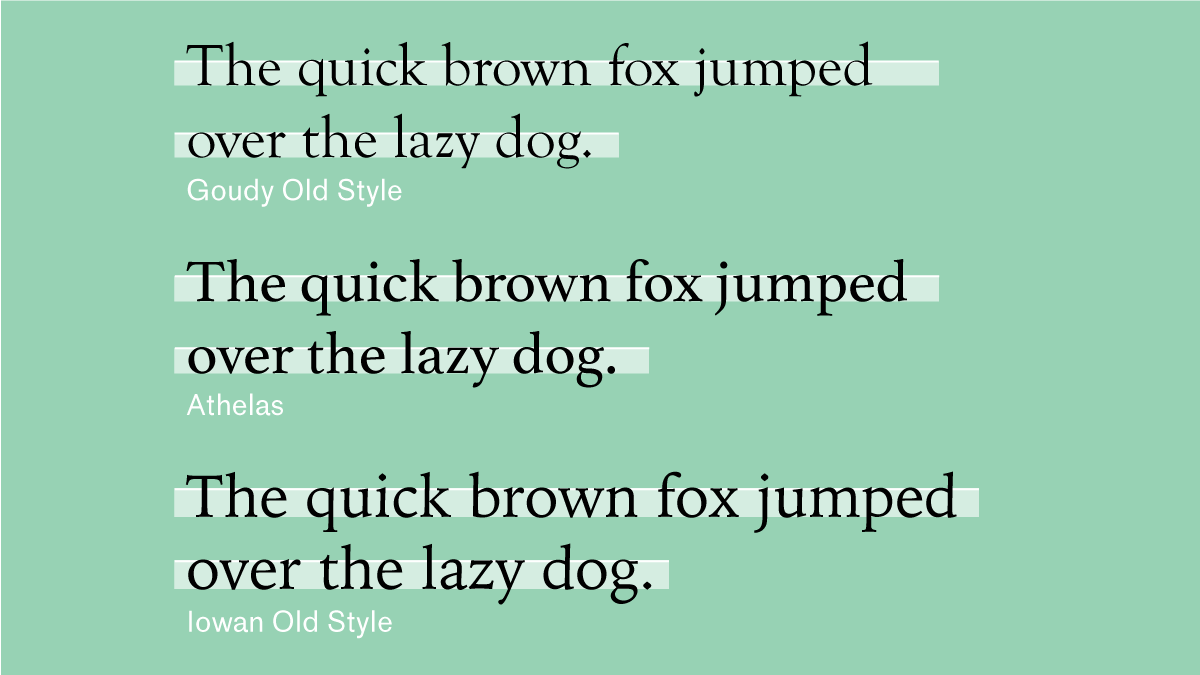 The quick brown fox jumped
over the lazy dog.
Goudy Old Style
The quick brown fox jumped
over the lazy dog.
Athelas
The quick brown fox jumped
over the lazy dog.
Iowan Old Style